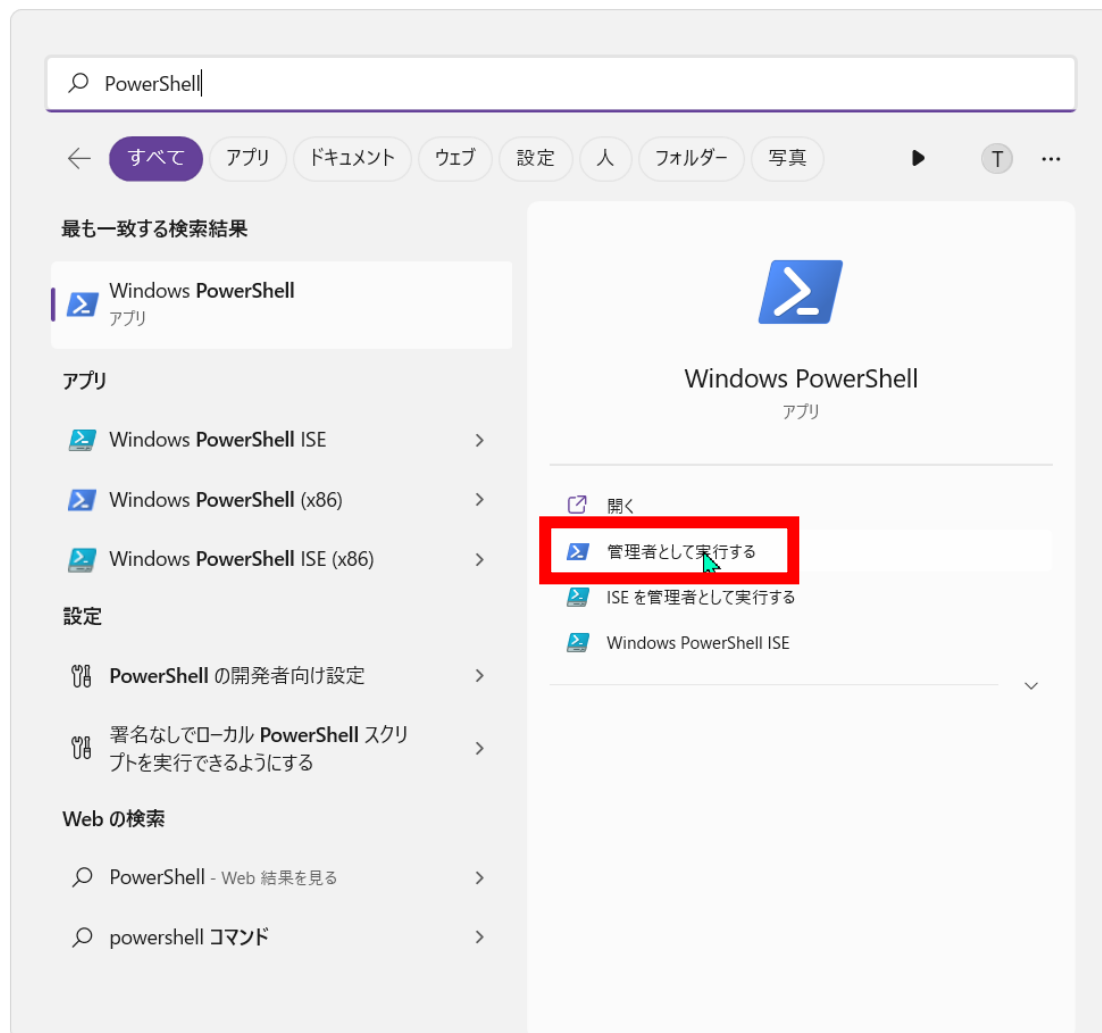 PowerShell
すべて アプリ ドキュメント ウェブ 設定 人 フォルダー 写真 T ...
最も一致する検索結果
Windows PowerShell
アプリ
アプリ
Windows PowerShell ISE
Windows PowerShell (x86)
Windows PowerShell ISE (x86)
設定
PowerShell の開発者向け設定
署名なしでローカル PowerShell スクリ
プトを実行できるようにする
Web の検索
PowerShell - Web 結果を見る
powershell コマンド
Windows PowerShell
アプリ
開く
管理者として実行する
ISE を管理者として実行する
Windows PowerShell ISE